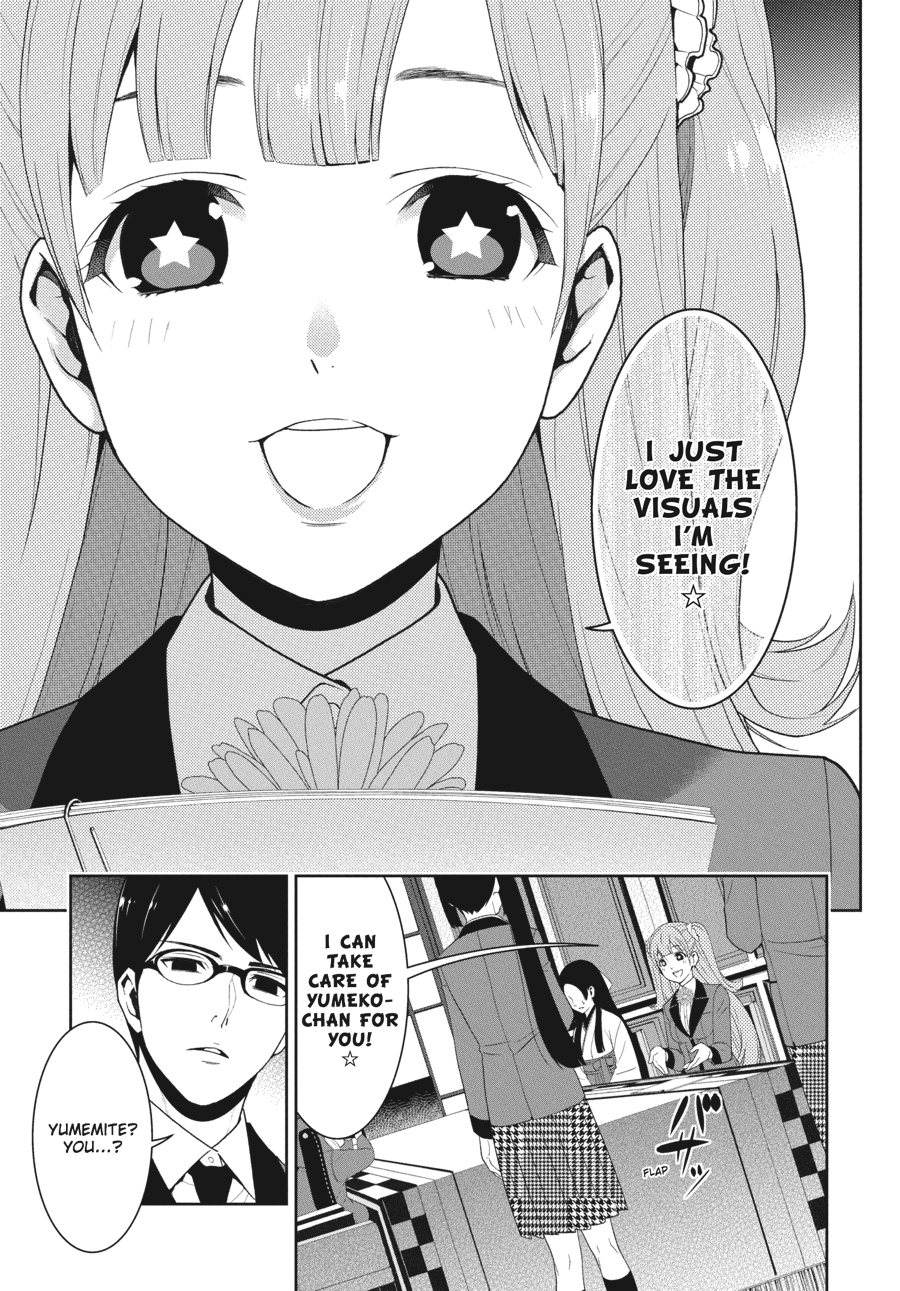 I JUST
LOVE THE
VISUALS
I'M
SEEING!
☆
I CAN
TAKE
CARE OF
YUMEKO-
CHAN FOR
YOU!
☆
バサッ
FLAP
YUMEMITE?
YOU...?